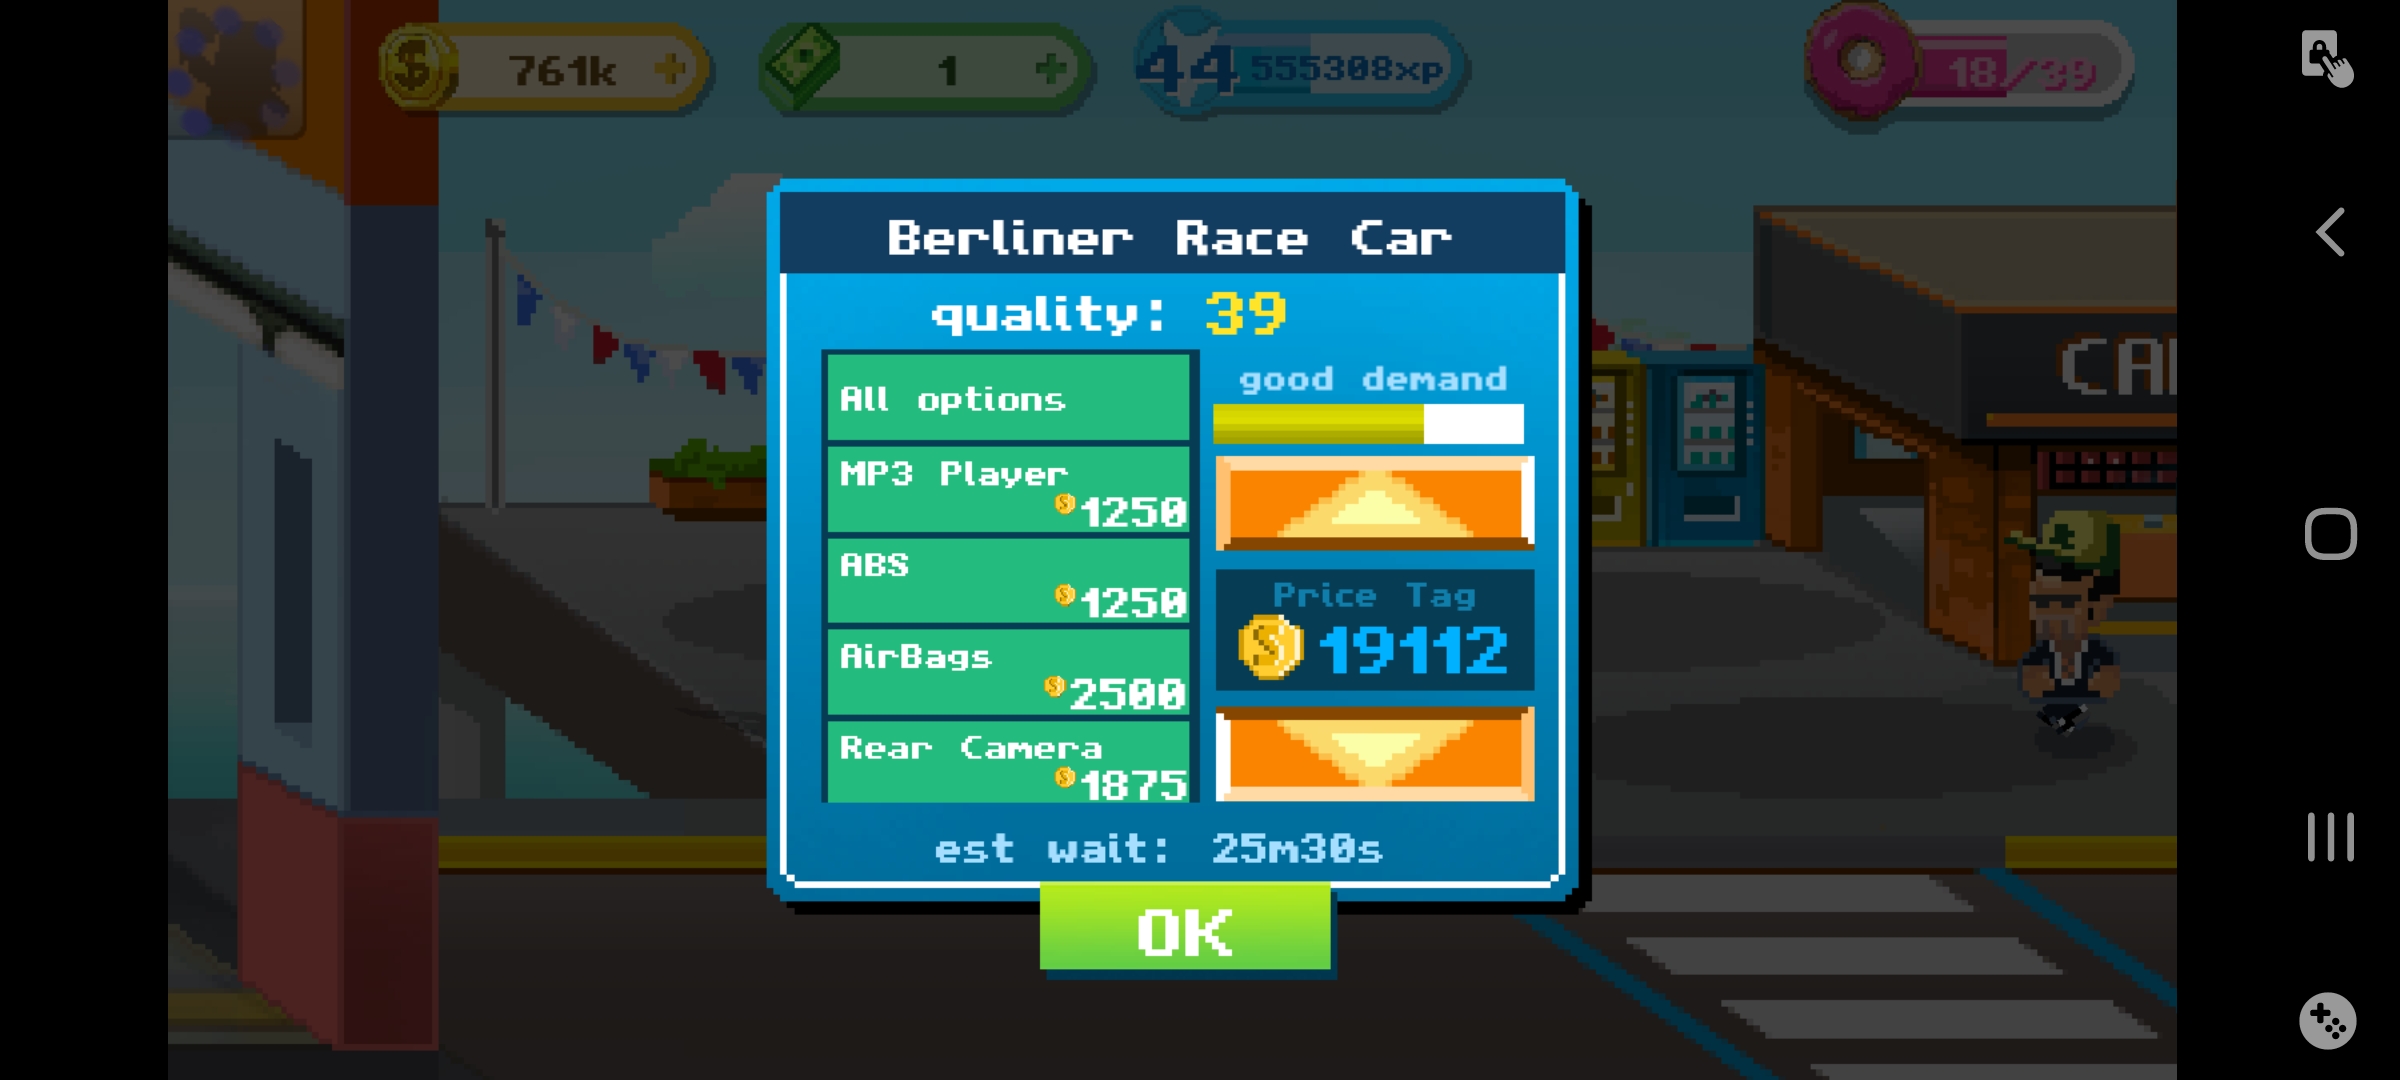 761k
1
44 555308xp
18/39
Berliner Race Car
quality: 39
All options
MP3 Player
1250
ABS
1250
AirBags
2500
Rear Camera
1875
good demand
Price Tag
19112
est wait: 25m30s
OK